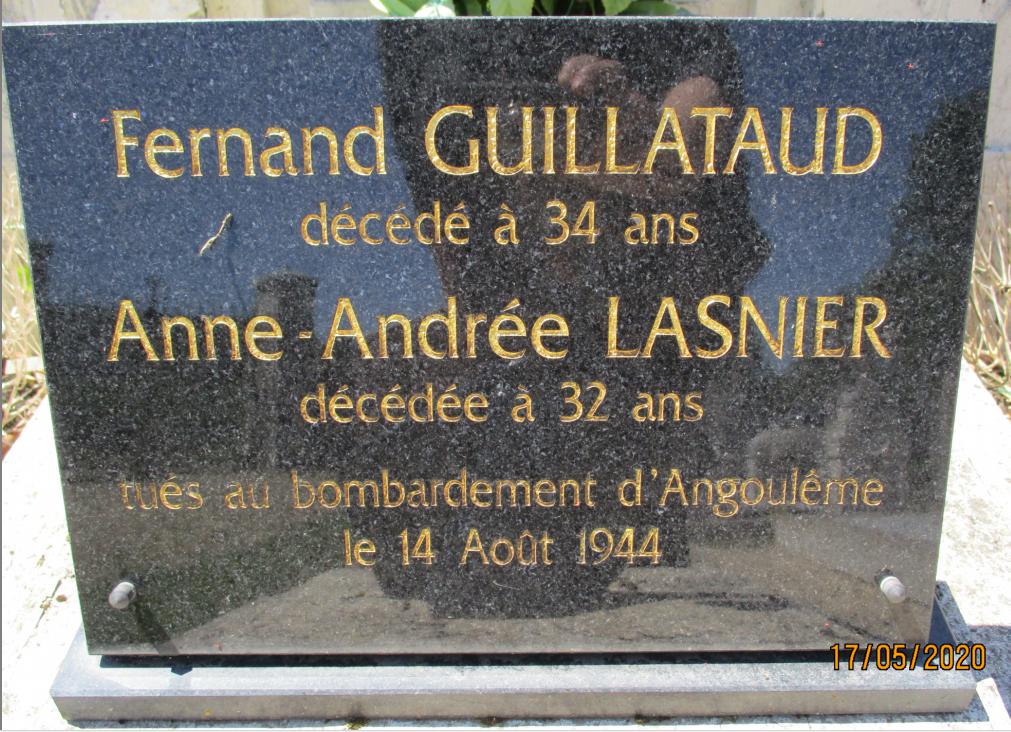 Fernand GUILLATAUD
décédé à 34 ans
Anne-Andrée LASNIER
décédée à 32 ans
tués au bombardement d'Angoulême
le 14 Août 1944
17/05/2020